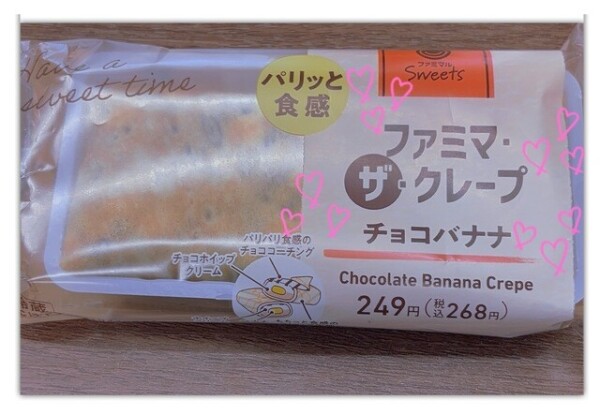 Have a
sweet time
パリッと
食感
ファミマル
Sweets
ファミマ・
ザ・クレープ
チョコバナナ
Chocolate Banana Crepe
249円(税込268円)
パリパリ食感の
チョココーチング
チョコホイップ
クリーム